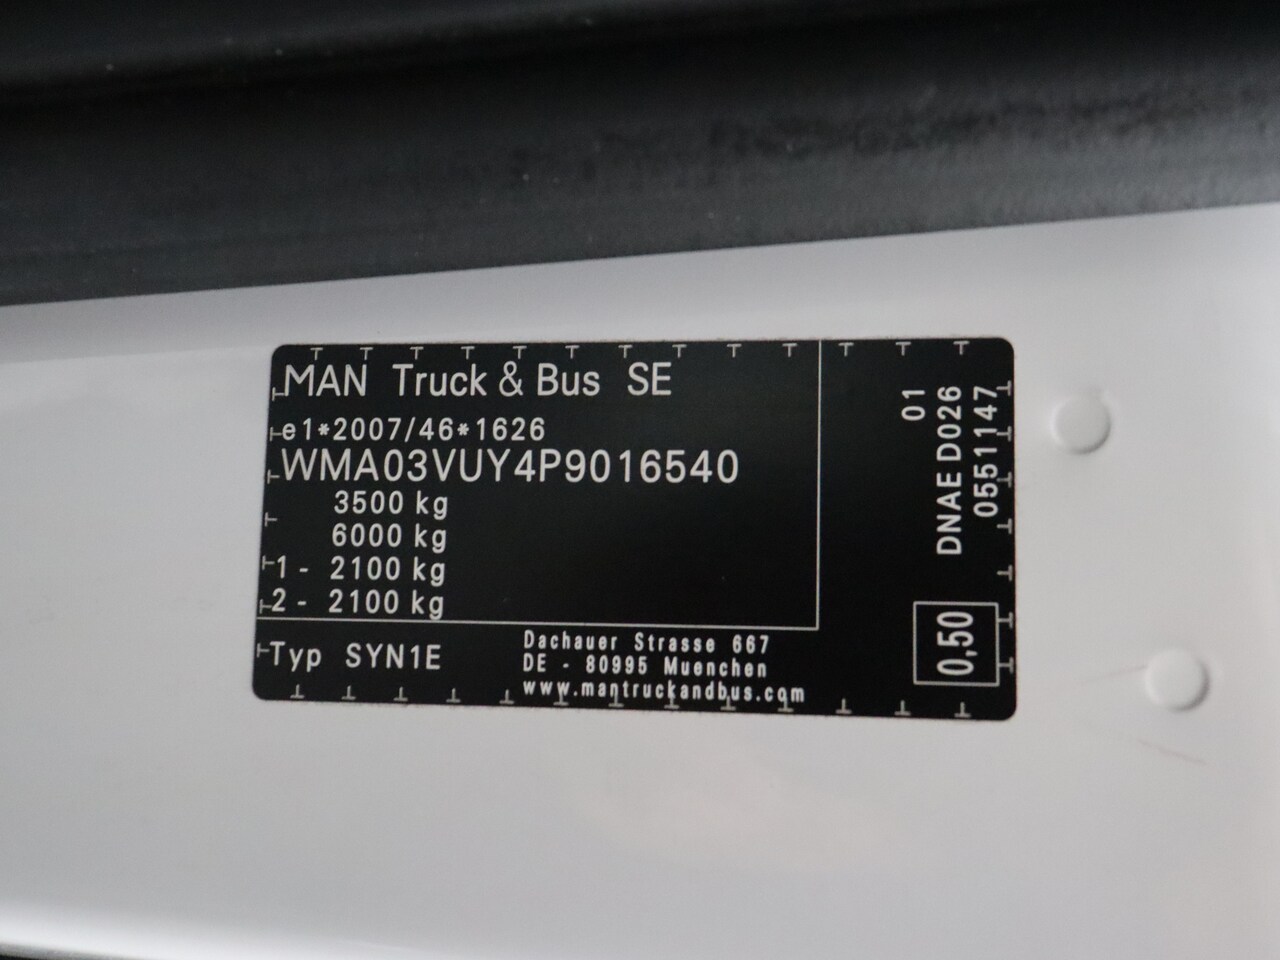 MAN Truck & Bus SE
e1*2007/46*1626
WMA03VUY4P9016540
3500 kg
6000 kg
1 - 2100 kg
2 - 2100 kg
Typ SYN1E
Dachauer Strasse 667
DE - 80995 Muenchen
www.mantruckandbus.com
01
DNAE D026
0551147
0,50